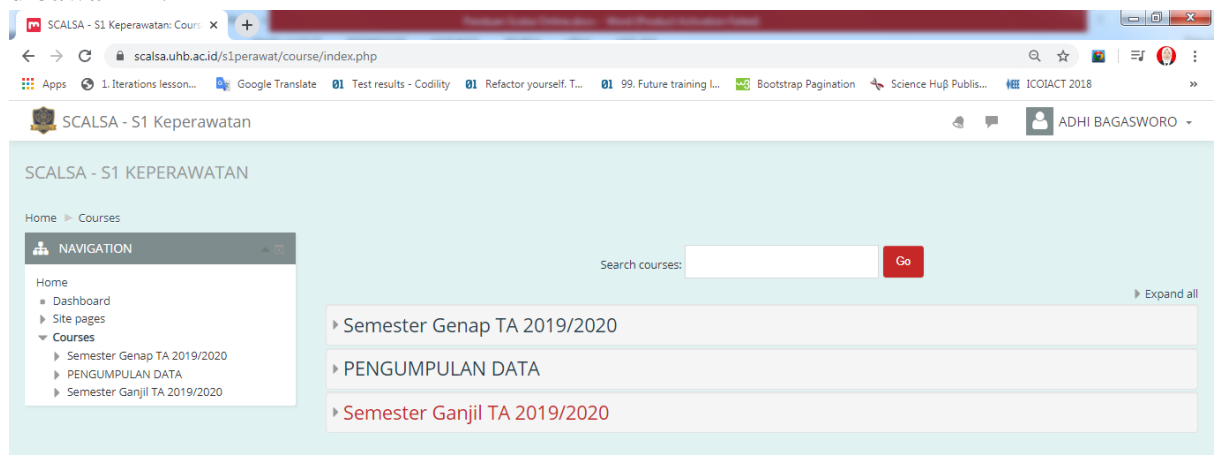 SCALSA - S1 Keperawatan: Cours
scalsa.uhb.ac.id/s1perawat/course/index.php
Apps 1. Iterations lesson... Google Translate Test results - Codility Refactor yourself. T... 99. Future training l... Bootstrap Pagination Science Huß Publis... ICOIACT 2018 »
SCALSA - S1 Keperawatan ADHI BAGASWORO
SCALSA - S1 KEPERAWATAN
Home Courses
NAVIGATION
Home
Dashboard
Site pages
Courses
Semester Genap TA 2019/2020
PENGUMPULAN DATA
Semester Ganjil TA 2019/2020
Search courses: Go
Expand all
Semester Genap TA 2019/2020
PENGUMPULAN DATA
Semester Ganjil TA 2019/2020